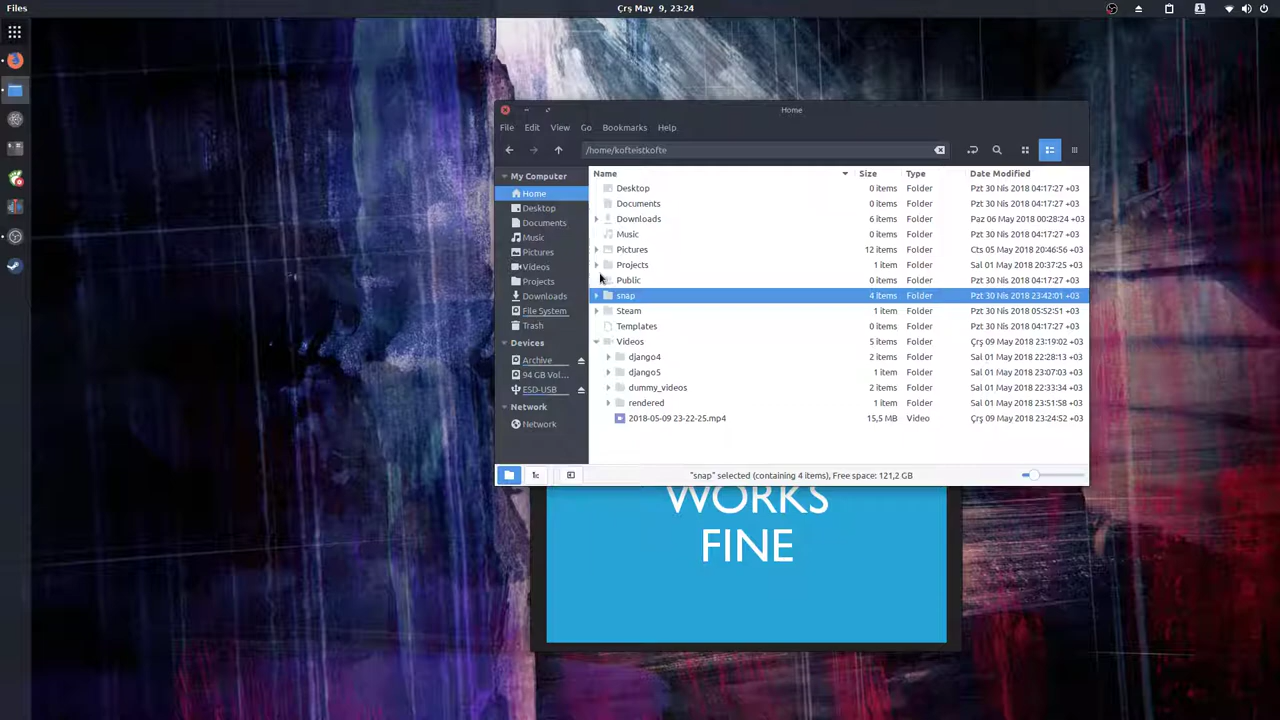 Files
Çrş May  9, 23:24
1
Home
File Edit View Go Bookmarks Help
/home/kofteistkofte
My Computer
Home
Desktop
Documents
Music
Pictures
Videos
Projects
Downloads
File System
Trash
Devices
Archive
94 GB Vol...
ESD-USB
Network
Network
Name Size Type Date Modified
Desktop 0 items Folder Pzt 30 Nis 2018 04:17:27 +03
Documents 0 items Folder Pzt 30 Nis 2018 04:17:27 +03
Downloads 6 items Folder Paz 06 May 2018 00:28:24 +03
Music 0 items Folder Pzt 30 Nis 2018 04:17:27 +03
Pictures 12 items Folder Cts 05 May 2018 20:46:56 +03
Projects 1 item Folder Sal 01 May 2018 20:37:25 +03
Public 0 items Folder Pzt 30 Nis 2018 04:17:27 +03
snap 4 items Folder Pzt 30 Nis 2018 23:42:01 +03
Steam 1 item Folder Pzt 30 Nis 2018 05:52:51 +03
Templates 0 items Folder Pzt 30 Nis 2018 04:17:27 +03
Videos 5 items Folder Çrş 09 May 2018 23:19:02 +03
django4 2 items Folder Sal 01 May 2018 22:28:13 +03
django5 1 item Folder Sal 01 May 2018 23:07:03 +03
dummy_videos 2 items Folder Sal 01 May 2018 22:33:34 +03
rendered 1 item Folder Sal 01 May 2018 23:51:58 +03
2018-05-09 23-22-25.mp4 15,5 MB Video Çrş 09 May 2018 23:24:52 +03
"snap" selected (containing 4 items), Free space: 121,2 GB
WORKS
FINE